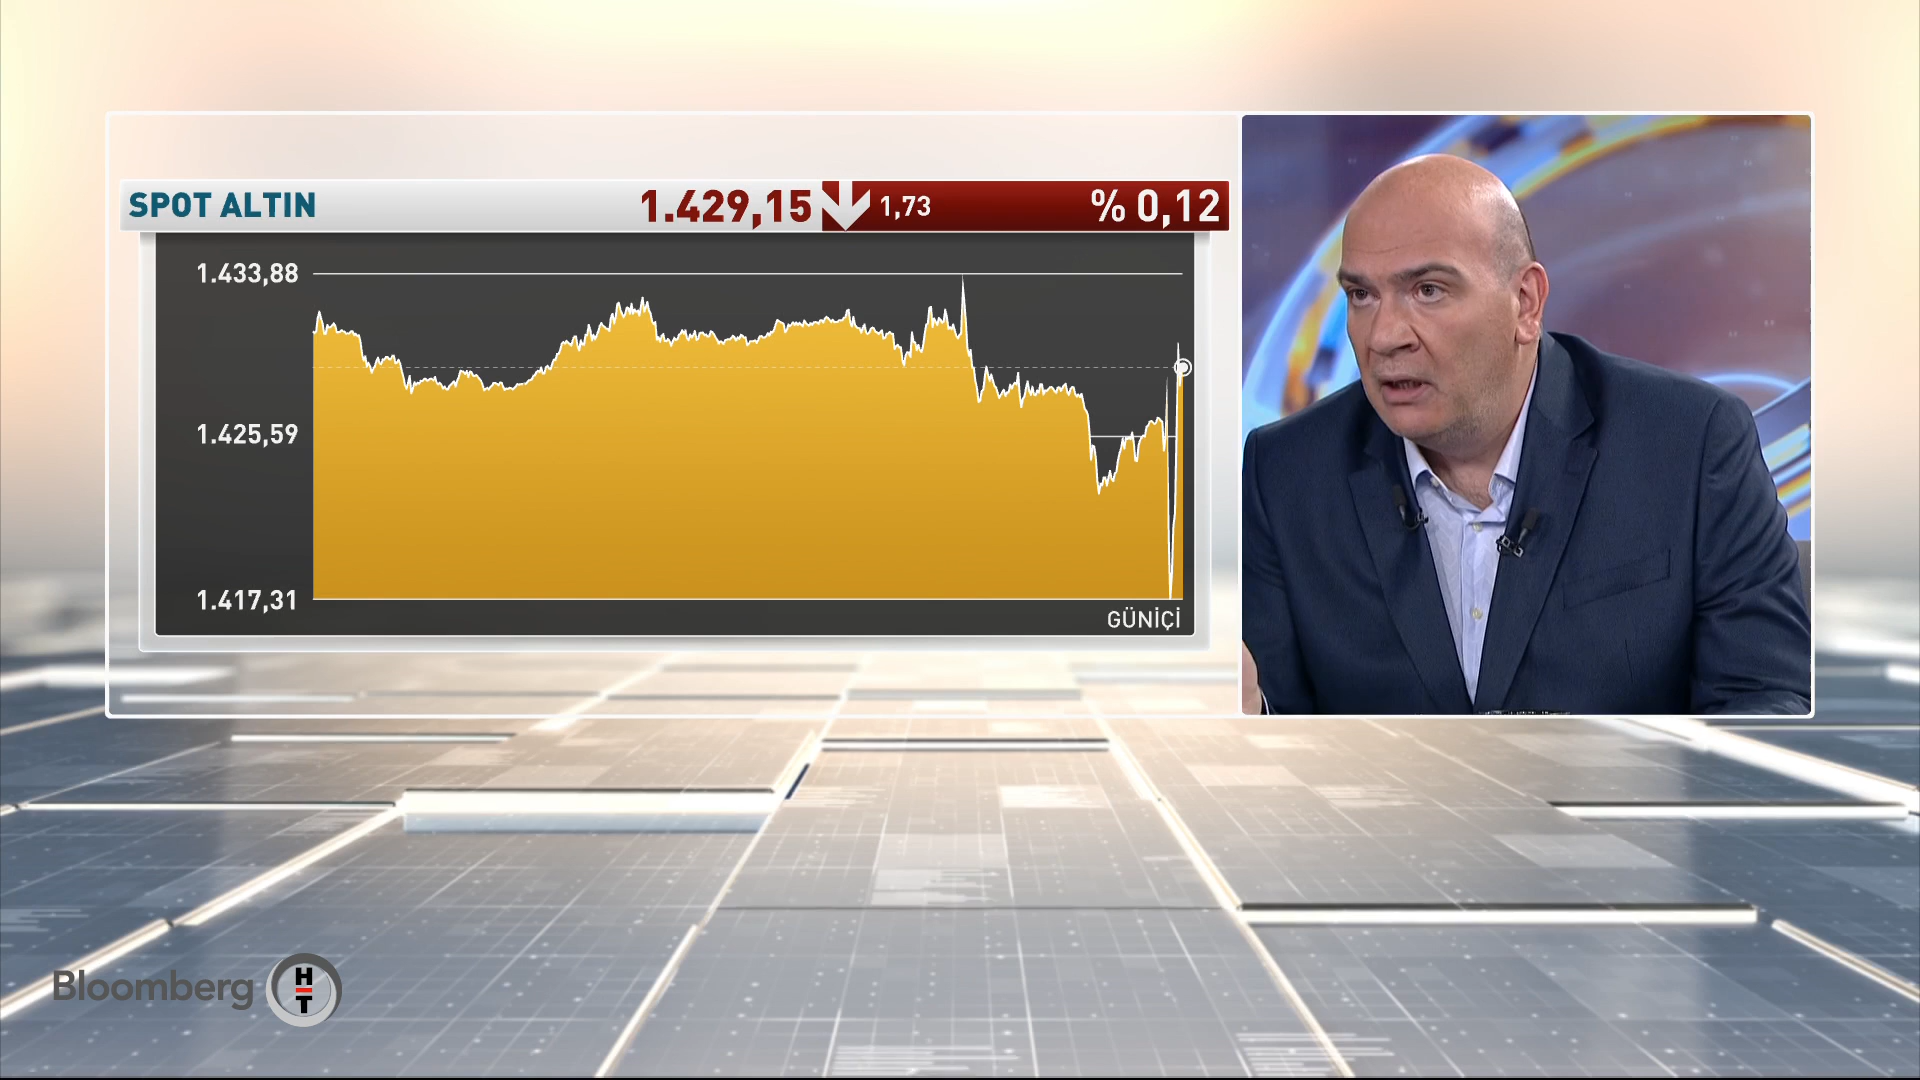 SPOT ALTIN 1.429,15 1,73 % 0,12
1.433,88
1.425,59
1.417,31
GÜNİÇİ
Bloomberg HT